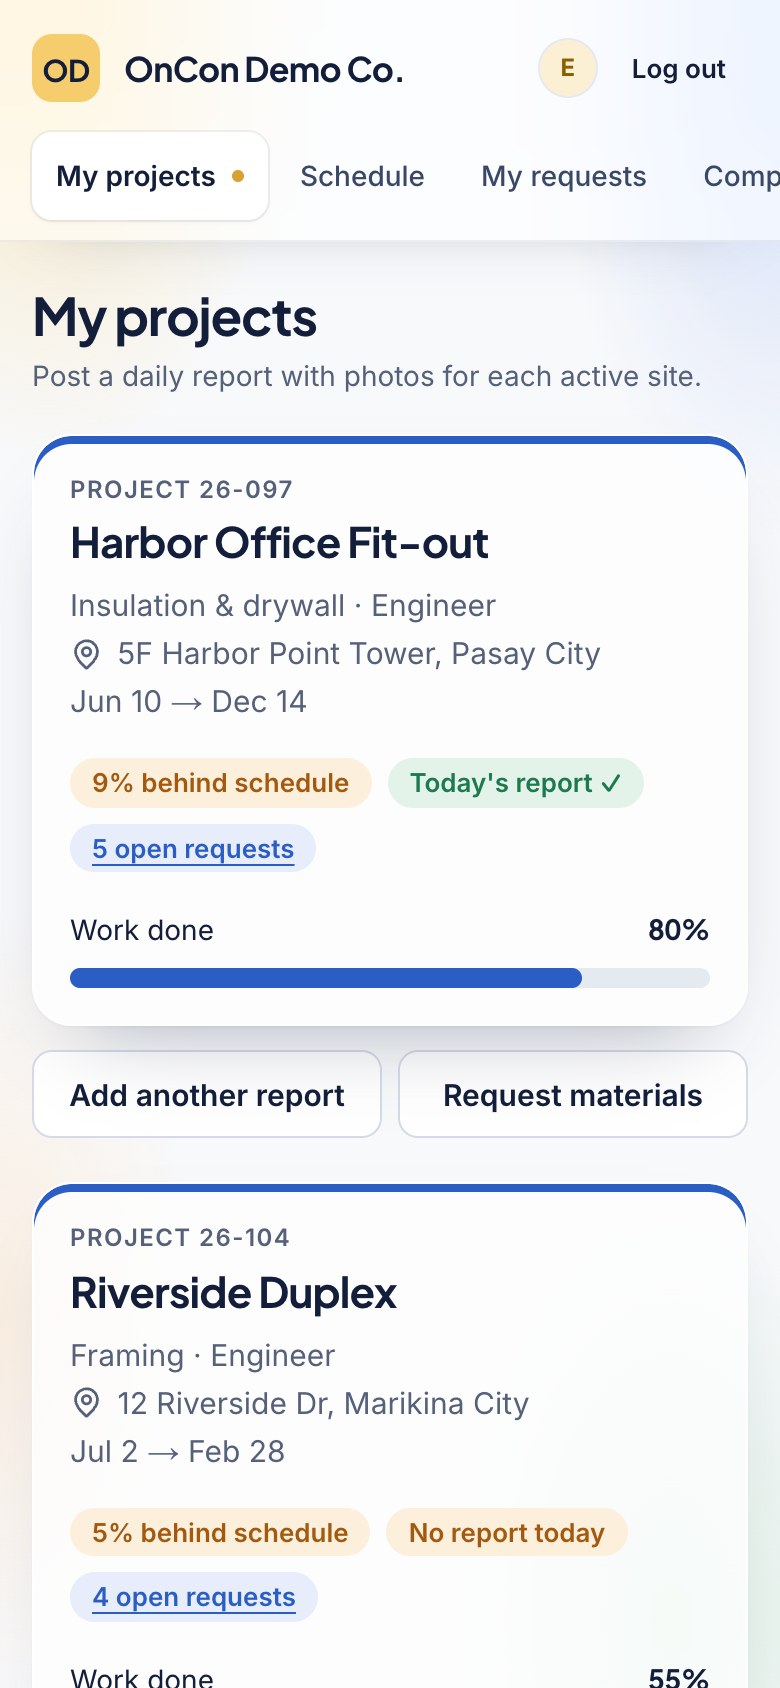 OD OnCon Demo Co. E Log out
My projects Schedule My requests Comp
My projects
Post a daily report with photos for each active site.
PROJECT 26-097
Harbor Office Fit-out
Insulation & drywall · Engineer
5F Harbor Point Tower, Pasay City
Jun 10 → Dec 14
9% behind schedule Today's report ✓
5 open requests
Work done 80%
Add another report Request materials
PROJECT 26-104
Riverside Duplex
Framing · Engineer
12 Riverside Dr, Marikina City
Jul 2 → Feb 28
5% behind schedule No report today
4 open requests
Work done 55%